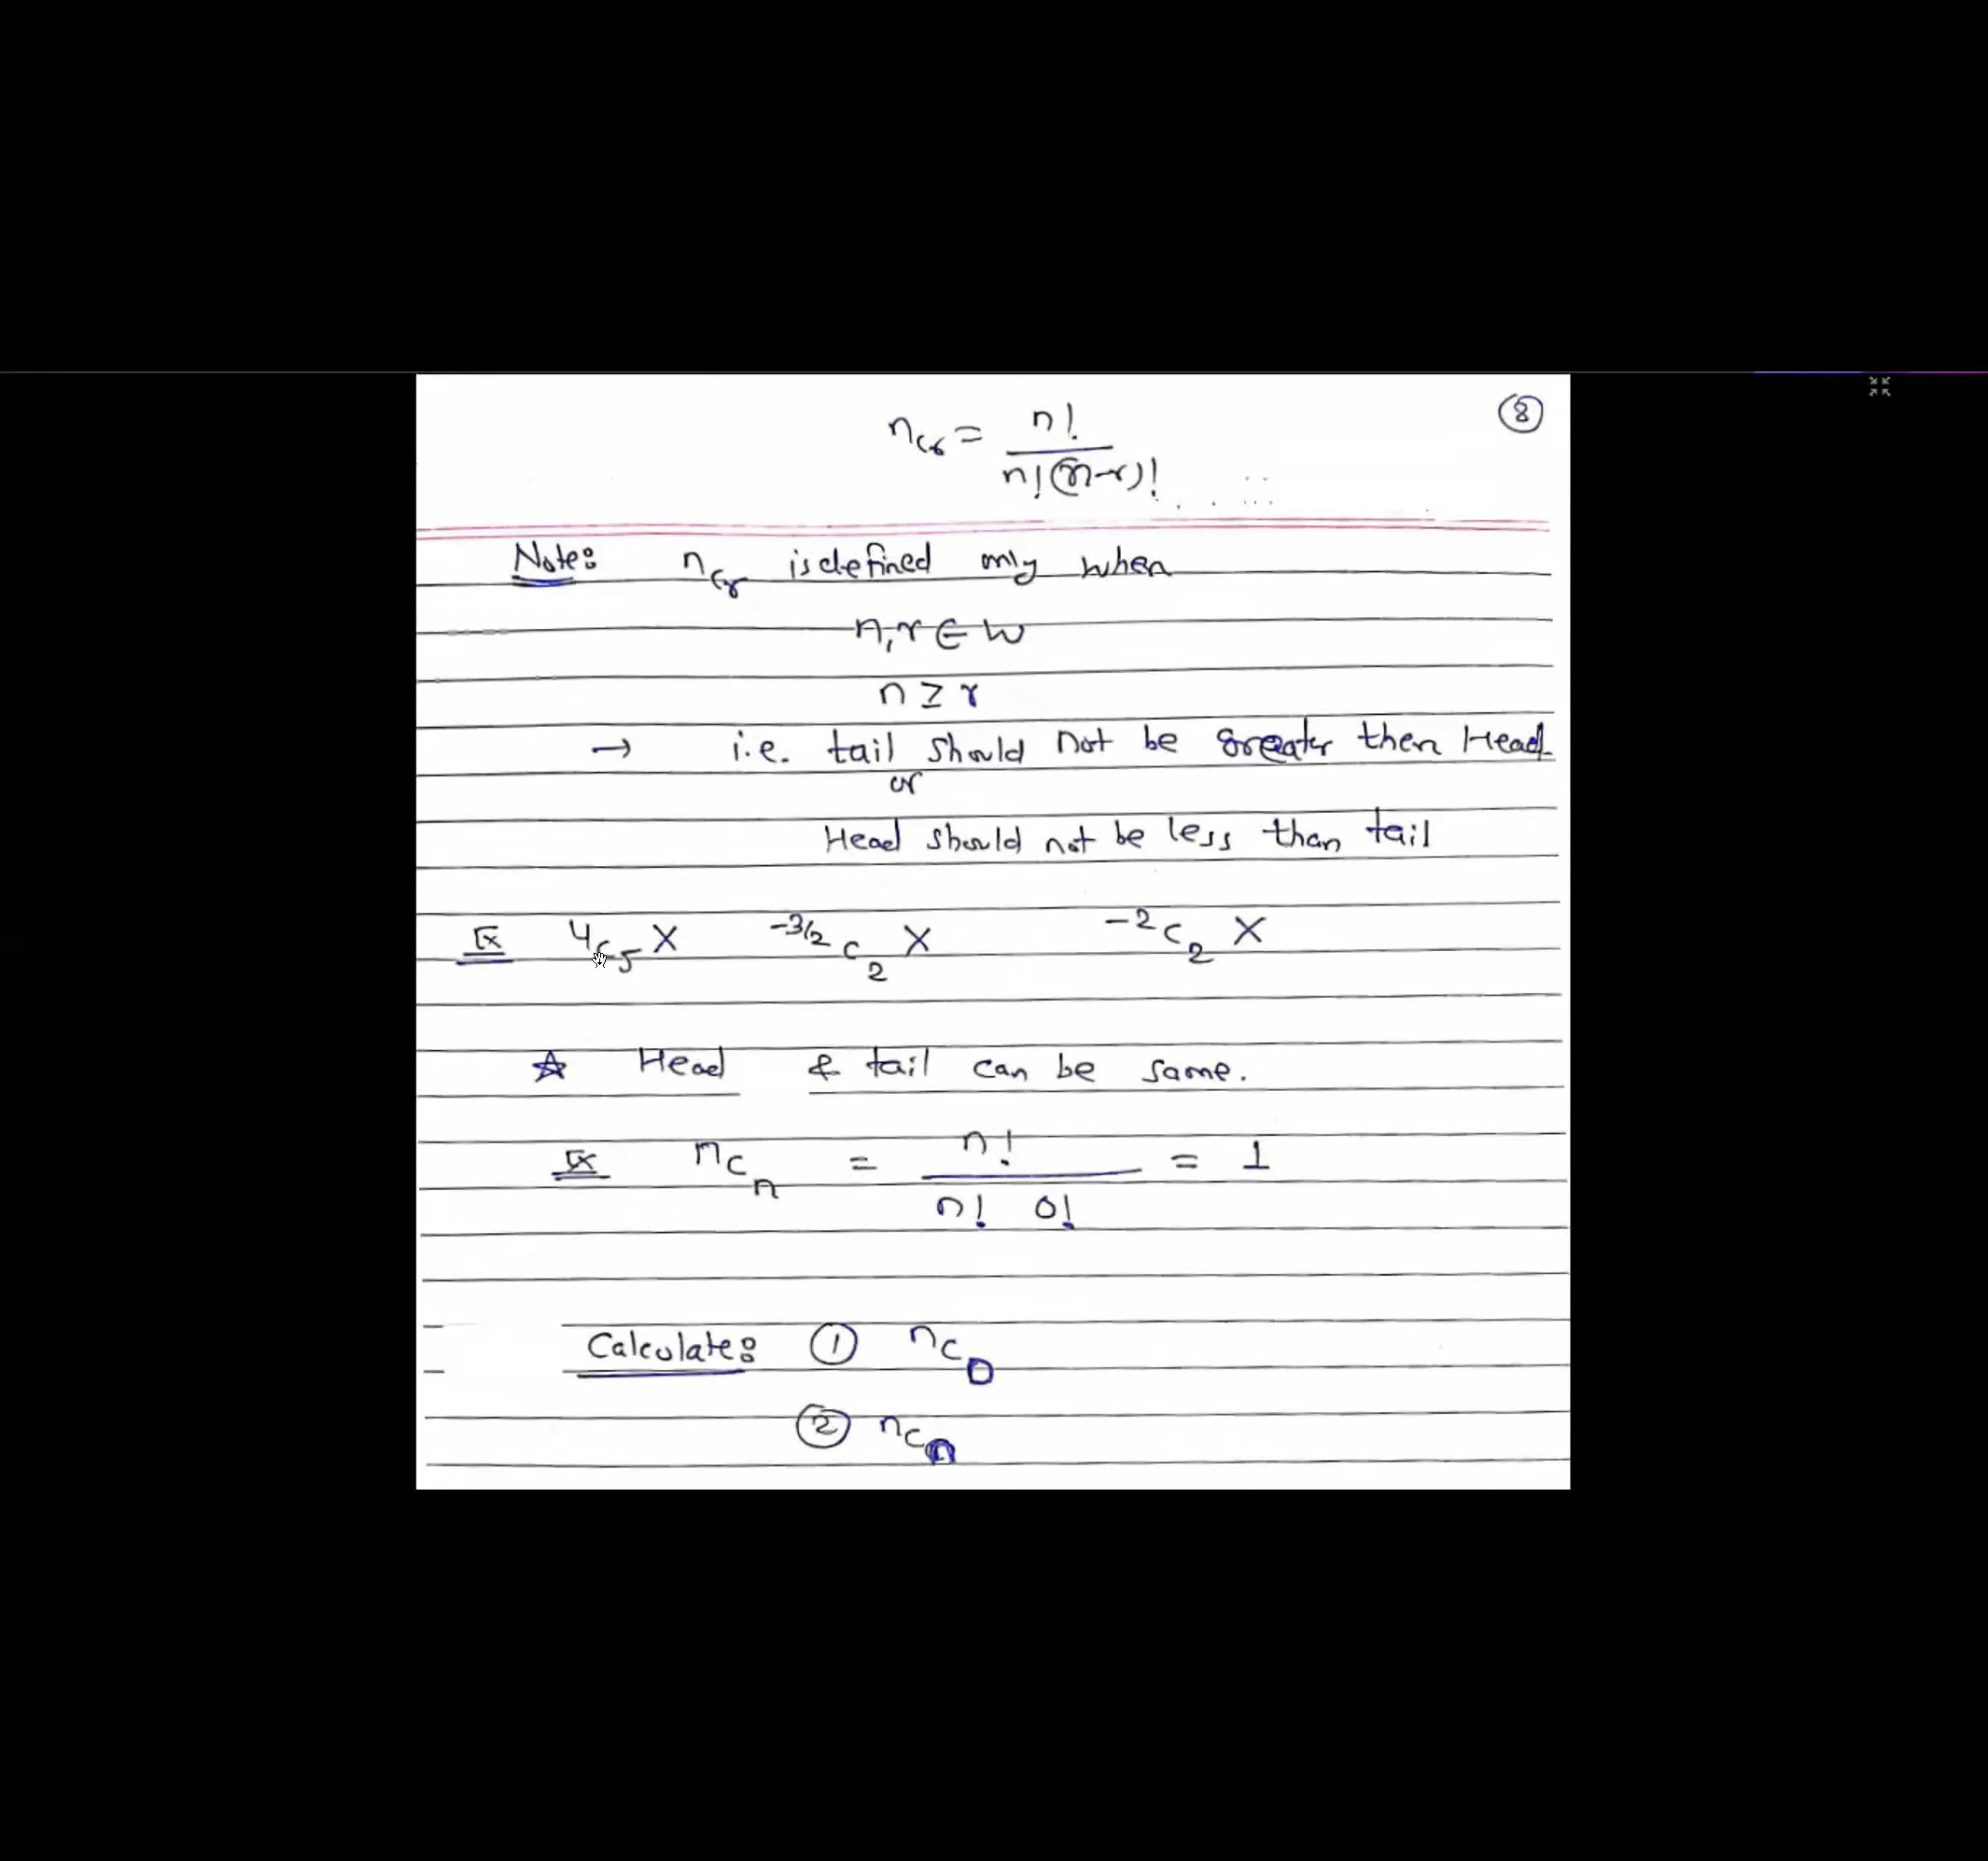 8
nCr = n! / n!(n-r)!
Note: nCr is defined only when
n,r ∈ W
n ≥ r
→ i.e. tail should not be greater then Head
or
Head should not be less than tail
Ex 4C5 X -3/2C2 X -2C2 X
☆ Head & tail can be same.
Ex nCn = n! / n! 0! = 1
Calculate: ① nC0
② nCn